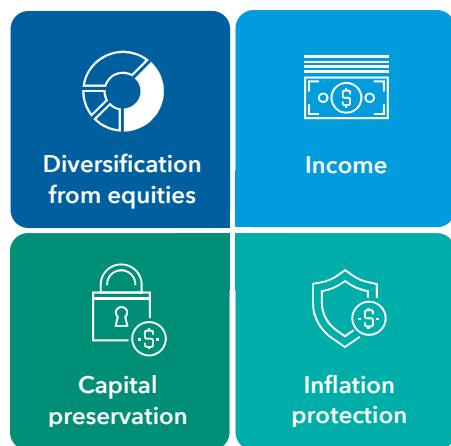 Diversification
from equities
$
Income
$
Capital
preservation
$
Inflation
protection